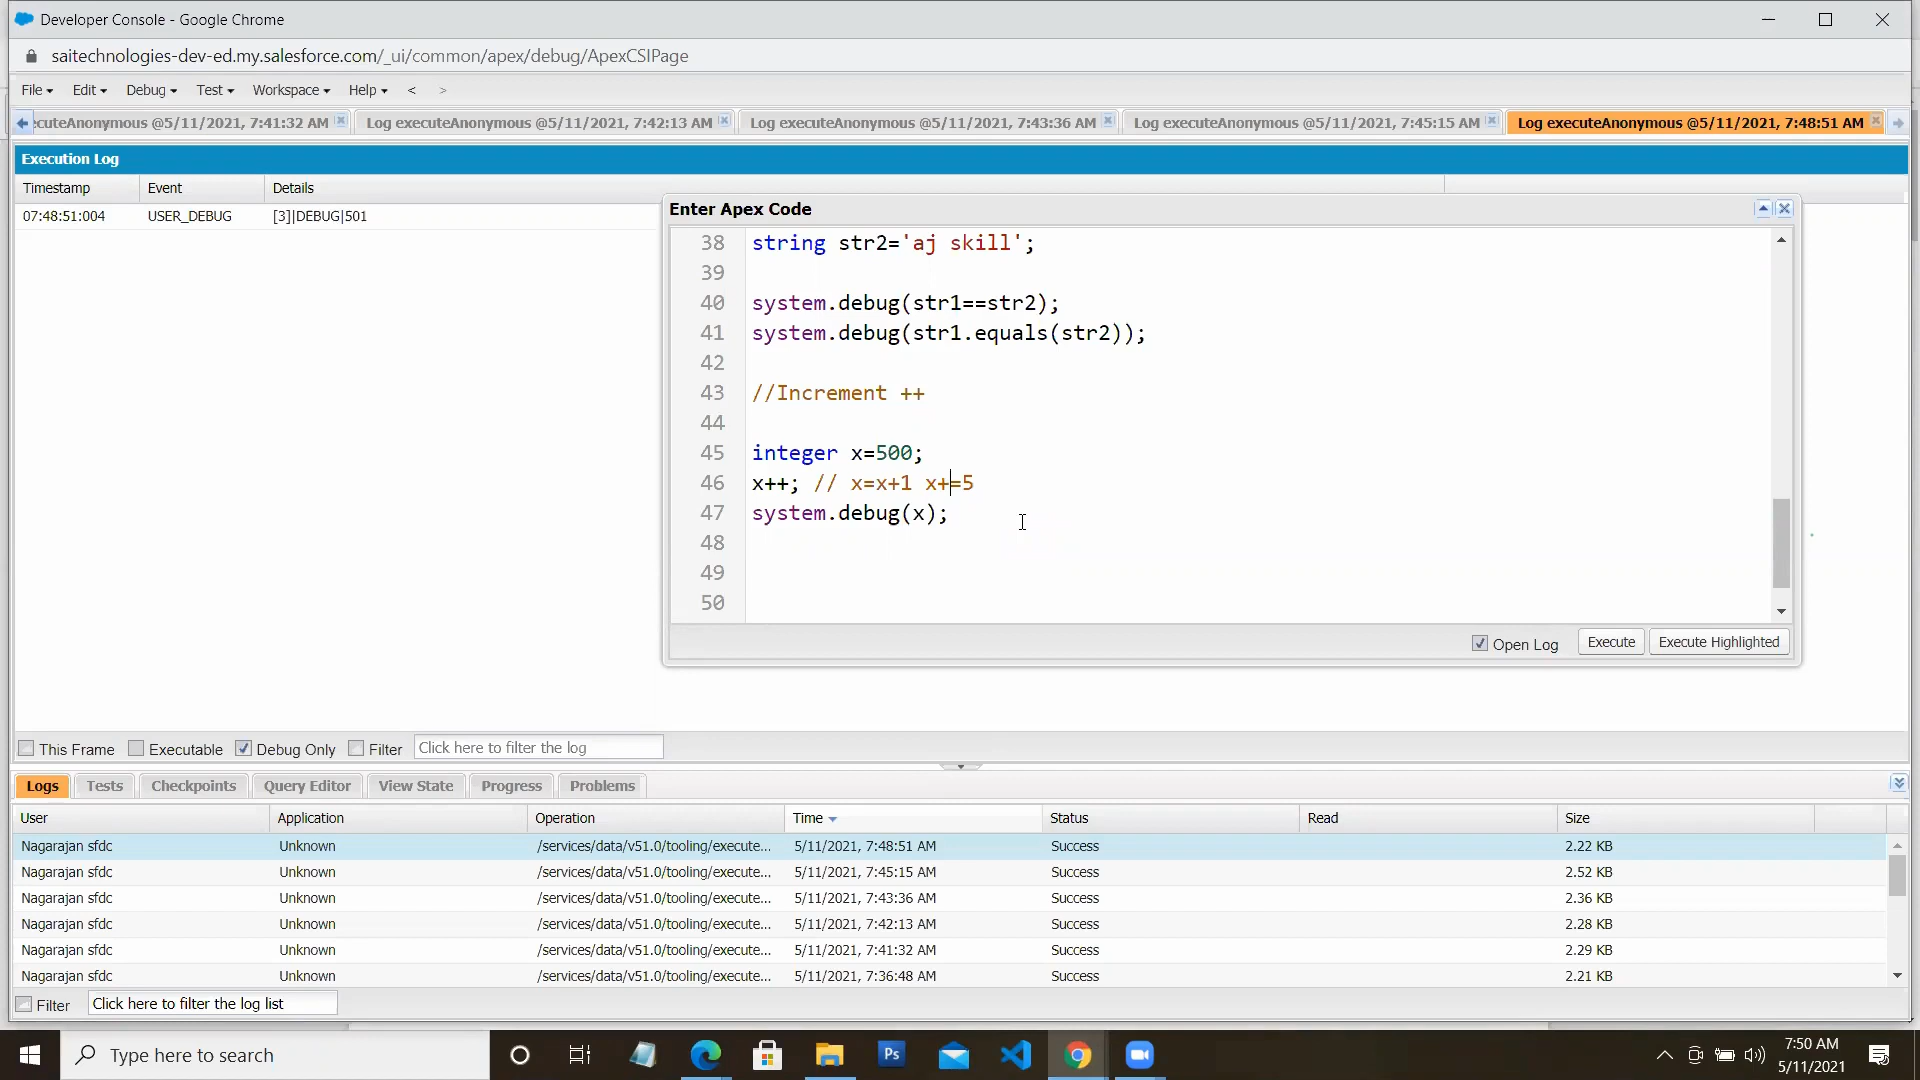 Developer Console - Google Chrome
saitechnologies-dev-ed.my.salesforce.com/_ui/common/apex/debug/ApexCSIPage
File Edit Debug Test Workspace Help < >
ecuteAnonymous @5/11/2021, 7:41:32 AM Log executeAnonymous @5/11/2021, 7:42:13 AM Log executeAnonymous @5/11/2021, 7:43:36 AM Log executeAnonymous @5/11/2021, 7:45:15 AM Log executeAnonymous @5/11/2021, 7:48:51 AM
Execution Log
Timestamp Event Details
07:48:51:004 USER_DEBUG [3]|DEBUG|501
Enter Apex Code
38 string str2='aj skill';
39
40 system.debug(str1==str2);
41 system.debug(str1.equals(str2));
42
43 //Increment ++
44
45 integer x=500;
46 x++; // x=x+1 x+=5
47 system.debug(x);
48
49
50
Open Log Execute Execute Highlighted
This Frame Executable Debug Only Filter Click here to filter the log
Logs Tests Checkpoints Query Editor View State Progress Problems
User Application Operation Time Status Read Size
Nagarajan sfdc Unknown /services/data/v51.0/tooling/execute... 5/11/2021, 7:48:51 AM Success 2.22 KB
Nagarajan sfdc Unknown /services/data/v51.0/tooling/execute... 5/11/2021, 7:45:15 AM Success 2.52 KB
Nagarajan sfdc Unknown /services/data/v51.0/tooling/execute... 5/11/2021, 7:43:36 AM Success 2.36 KB
Nagarajan sfdc Unknown /services/data/v51.0/tooling/execute... 5/11/2021, 7:42:13 AM Success 2.28 KB
Nagarajan sfdc Unknown /services/data/v51.0/tooling/execute... 5/11/2021, 7:41:32 AM Success 2.29 KB
Nagarajan sfdc Unknown /services/data/v51.0/tooling/execute... 5/11/2021, 7:36:48 AM Success 2.21 KB
Filter Click here to filter the log list
Type here to search
Ps
7:50 AM
5/11/2021